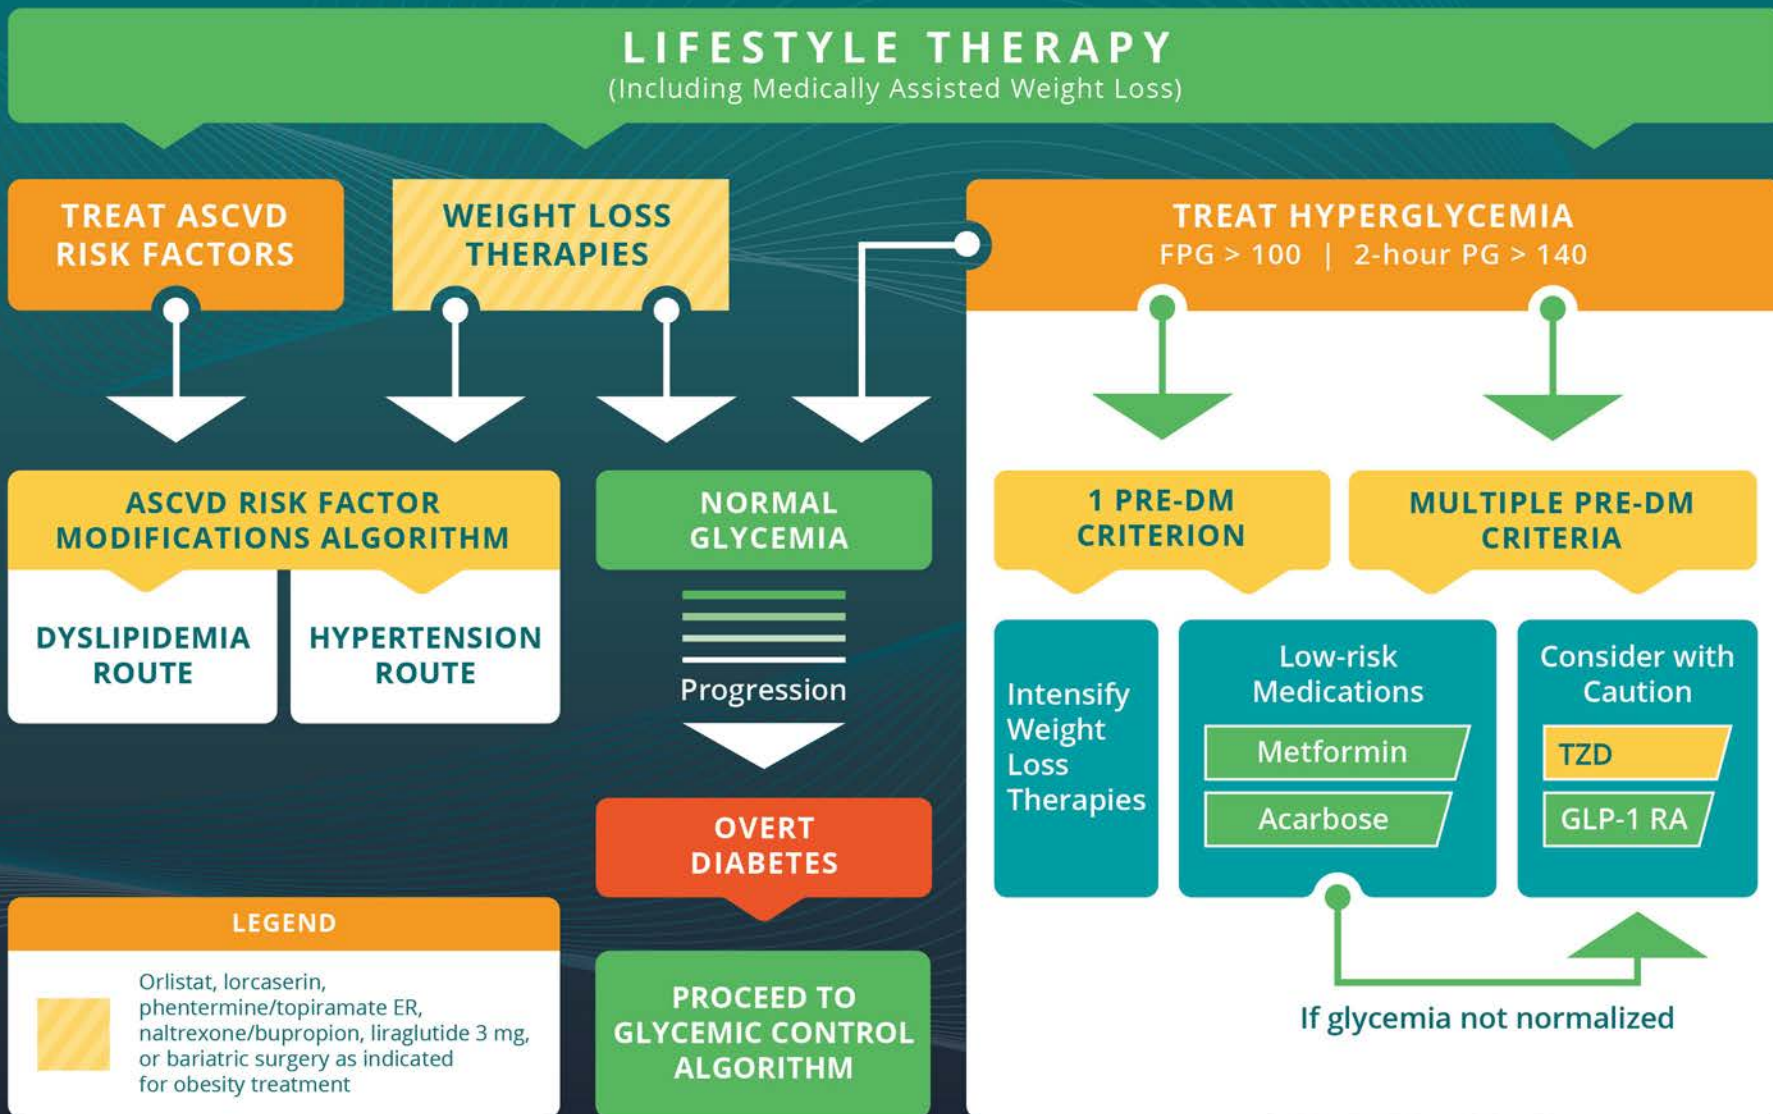 LIFESTYLE THERAPY
(Including Medically Assisted Weight Loss)
TREAT ASCVD
RISK FACTORS
WEIGHT LOSS
THERAPIES
TREAT HYPERGLYCEMIA
FPG > 100 | 2-hour PG > 140
ASCVD RISK FACTOR
MODIFICATIONS ALGORITHM
DYSLIPIDEMIA
ROUTE
HYPERTENSION
ROUTE
NORMAL
GLYCEMIA
Progression
OVERT
DIABETES
PROCEED TO
GLYCEMIC CONTROL
ALGORITHM
1 PRE-DM
CRITERION
MULTIPLE PRE-DM
CRITERIA
Intensify
Weight
Loss
Therapies
Low-risk
Medications
Metformin
Acarbose
Consider with
Caution
TZD
GLP-1 RA
If glycemia not normalized
LEGEND
Orlistat, lorcaserin,
phentermine/topiramate ER,
naltrexone/bupropion, liraglutide 3 mg,
or bariatric surgery as indicated
for obesity treatment